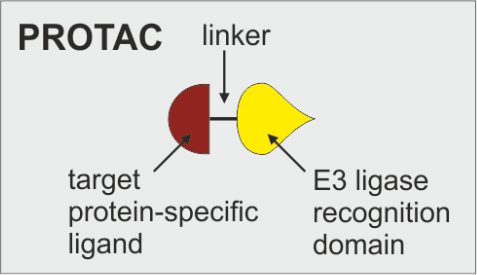 PROTAC
linker
target
protein-specific
ligand
E3 ligase
recognition
domain